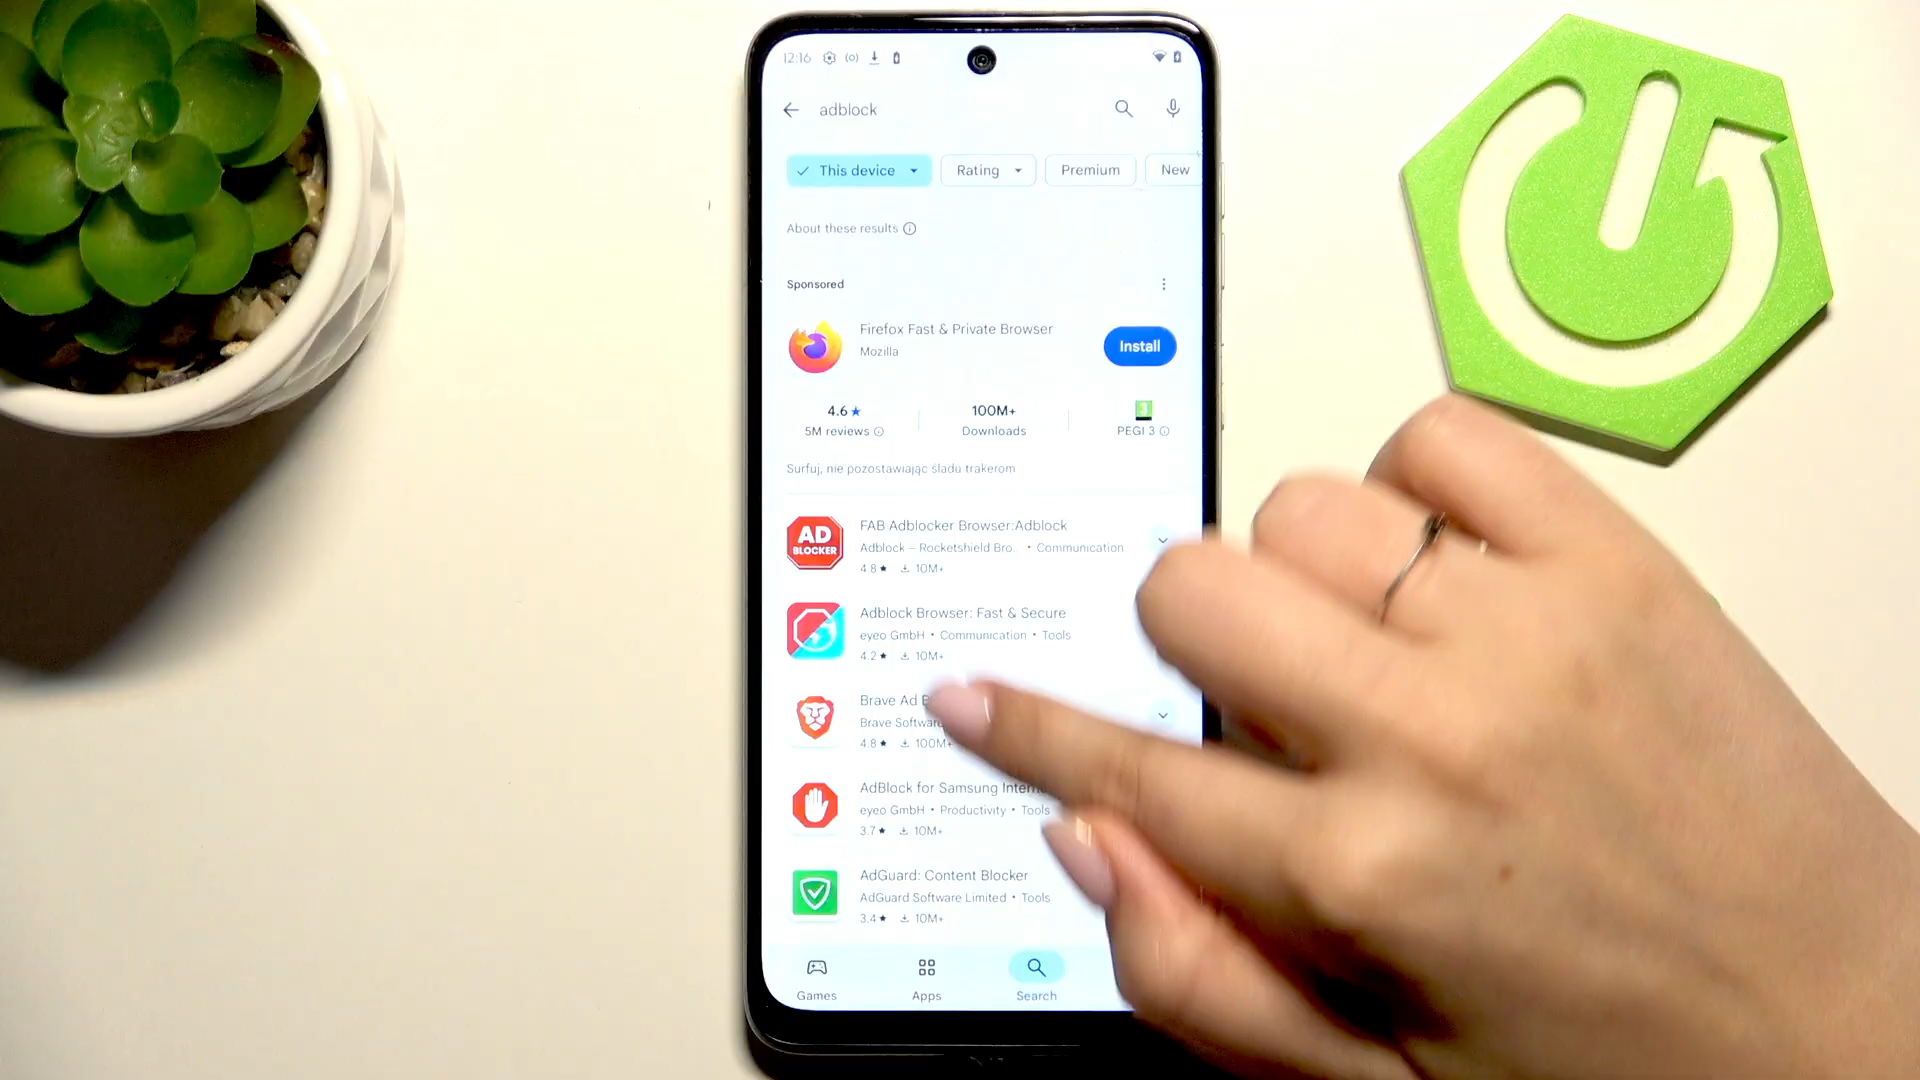 12:16
adblock
This device
Rating
Premium
New
About these results
Sponsored
Firefox Fast & Private Browser
Mozilla
Install
4.6★
5M reviews
100M+
Downloads
3
PEGI 3
Surfuj, nie pozostawiając śladu trakerom
AD
BLOCKER
FAB Adblocker Browser:Adblock
Adblock – Rocketshield Bro.. • Communication
4.8★ 10M+
Adblock Browser: Fast & Secure
eyeo GmbH • Communication • Tools
4.2★ 10M+
Brave Ad
Brave Software
4.8★ 100M+
AdBlock for Samsung
eyeo GmbH • Productivity • Tools
3.7★ 10M+
AdGuard: Content Blocker
AdGuard Software Limited • Tools
3.4★ 10M+
Games
Apps
Search